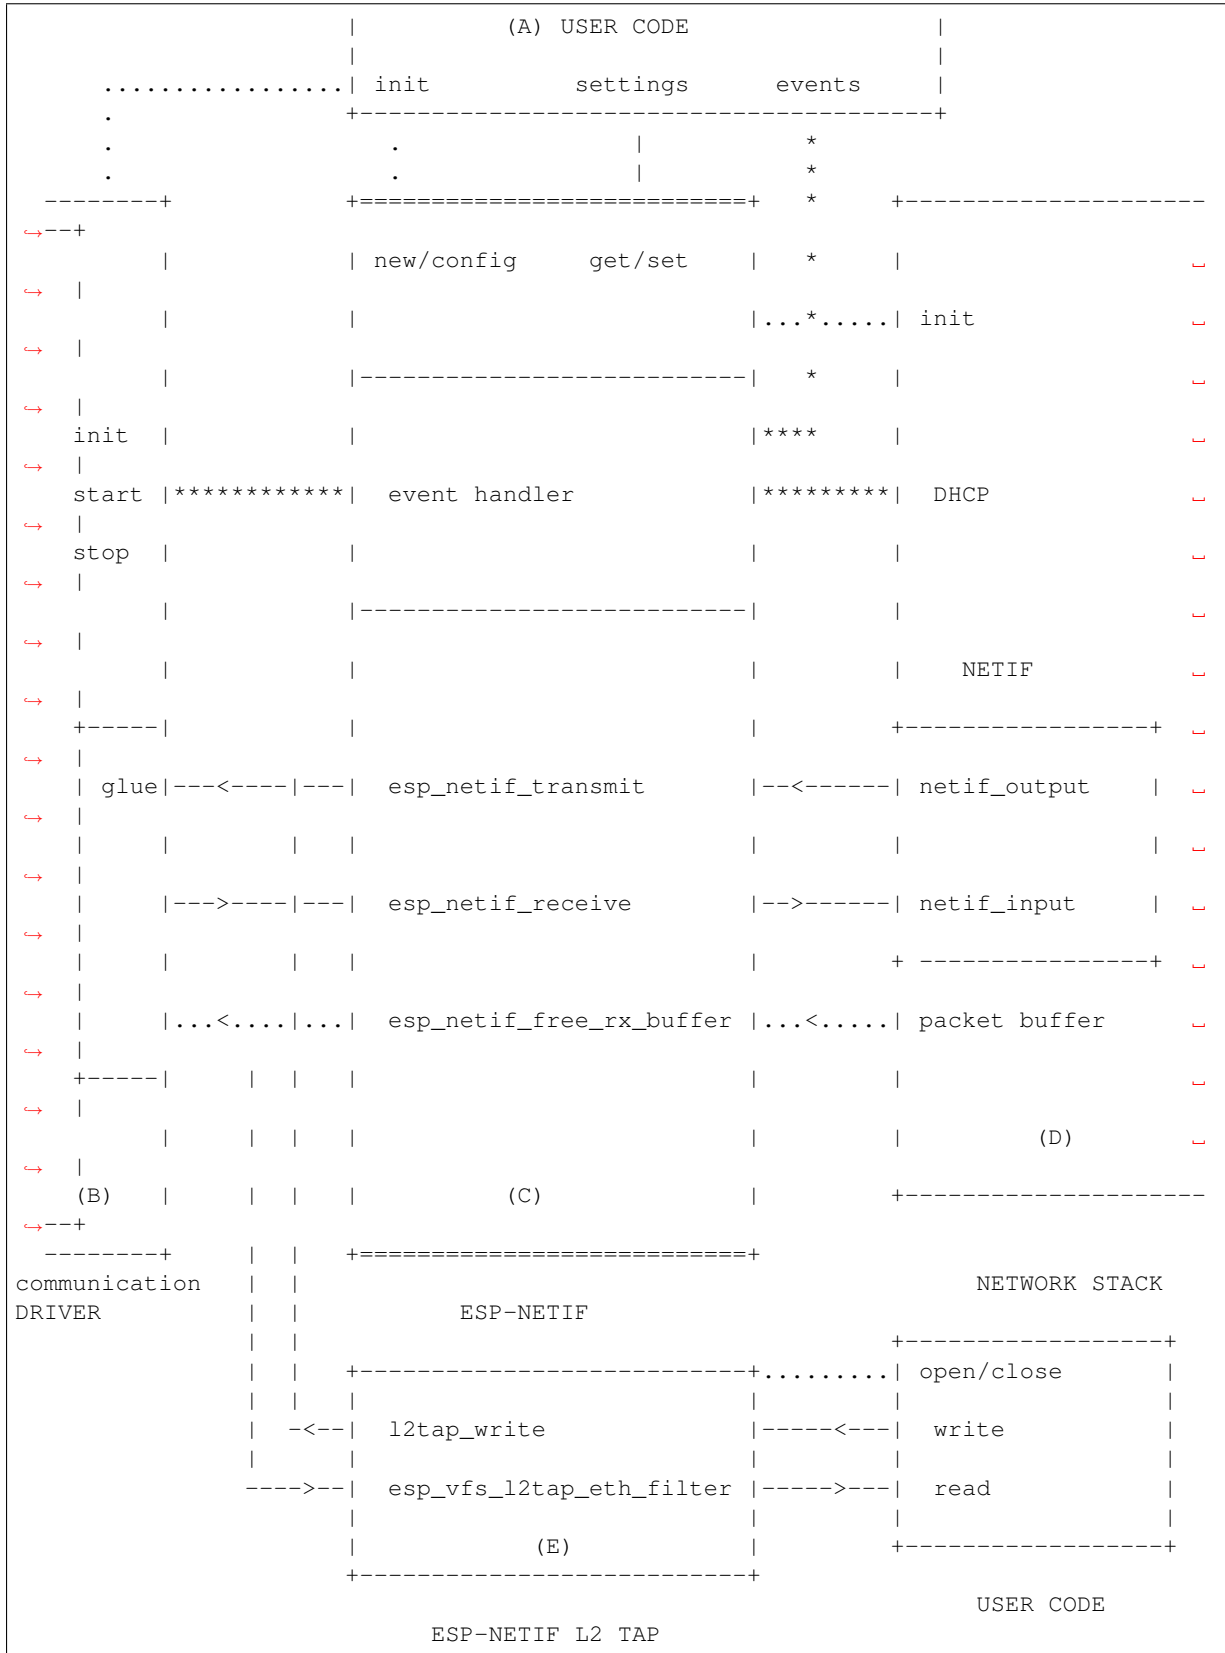 |          (A) USER CODE                 |
                        |                                        |
       .................| init          settings      events     |
       .                +----------------------------------------+
       .                   .                |           *
       .                   .                |           *
   --------+            +===========================+   *     +---------------------
↪--+
           |            | new/config     get/set    |   *     |                    ␣
↪   |
           |            |                           |...*.....| init               ␣
↪   |
           |            |---------------------------|   *     |                    ␣
↪   |
     init  |            |                           |****     |                    ␣
↪   |
     start |************|  event handler            |*********|  DHCP              ␣
↪   |
     stop  |            |                           |         |                    ␣
↪   |
           |            |---------------------------|         |                    ␣
↪   |
           |            |                           |         |    NETIF           ␣
↪   |
     +-----|            |                           |         +-----------------+  ␣
↪   |
     | glue|---<----|---|  esp_netif_transmit       |--<------| netif_output    |  ␣
↪   |
     |     |        |   |                           |         |                 |  ␣
↪   |
     |     |--->----|---|  esp_netif_receive        |-->------| netif_input     |  ␣
↪   |
     |     |        |   |                           |         + ----------------+  ␣
↪   |
     |     |...<....|...|  esp_netif_free_rx_buffer |...<.....| packet buffer      ␣
↪   |
     +-----|     |  |   |                           |         |                    ␣
↪   |
           |     |  |   |                           |         |         (D)        ␣
↪   |
     (B)   |     |  |   |          (C)              |         +---------------------
↪--+
   --------+     |  |   +===========================+
communication    |  |                                               NETWORK STACK
DRIVER           |  |           ESP-NETIF
                 |  |                                         +------------------+
                 |  |   +---------------------------+.........| open/close       |
                 |  |   |                           |         |                  |
                 |  -<--|  l2tap_write              |-----<---|  write           |
                 |      |                           |         |                  |
                 ---->--|  esp_vfs_l2tap_eth_filter |----->---|  read            |
                        |                           |         |                  |
                        |            (E)            |         +------------------+
                        +---------------------------+
                                                                    USER CODE
                              ESP-NETIF L2 TAP